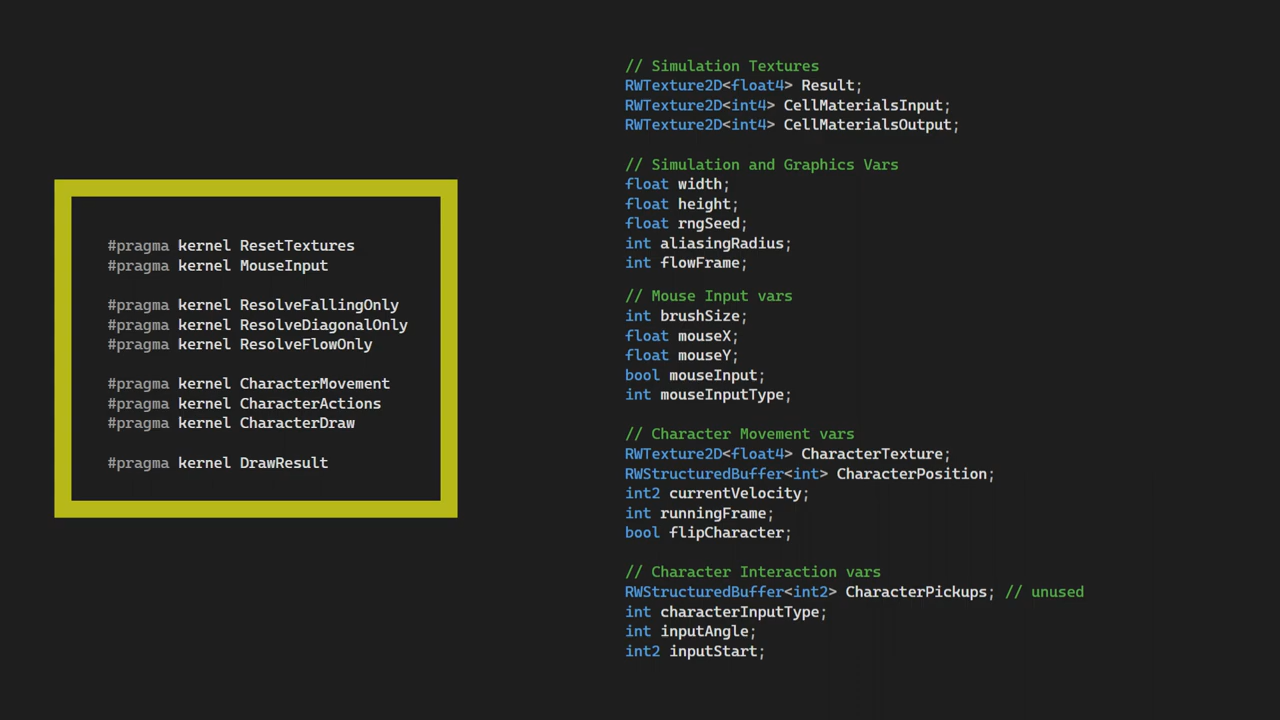 #pragma kernel ResetTextures
#pragma kernel MouseInput
#pragma kernel ResolveFallingOnly
#pragma kernel ResolveDiagonalOnly
#pragma kernel ResolveFlowOnly
#pragma kernel CharacterMovement
#pragma kernel CharacterActions
#pragma kernel CharacterDraw
#pragma kernel DrawResult
// Simulation Textures
RWTexture2D<float4> Result;
RWTexture2D<int4> CellMaterialsInput;
RWTexture2D<int4> CellMaterialsOutput;
// Simulation and Graphics Vars
float width;
float height;
float rngSeed;
int aliasingRadius;
int flowFrame;
// Mouse Input vars
int brushSize;
float mouseX;
float mouseY;
bool mouseInput;
int mouseInputType;
// Character Movement vars
RWTexture2D<float4> CharacterTexture;
RWStructuredBuffer<int> CharacterPosition;
int2 currentVelocity;
int runningFrame;
bool flipCharacter;
// Character Interaction vars
RWStructuredBuffer<int2> CharacterPickups; // unused
int characterInputType;
int inputAngle;
int2 inputStart;